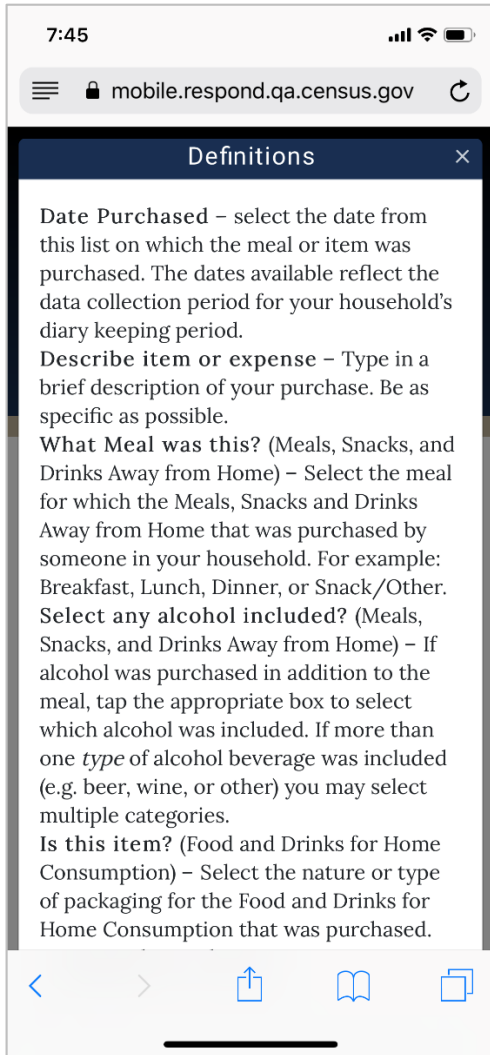 7:45
mobile.respond.qa.census.gov
Definitions ×
Date Purchased – select the date from
this list on which the meal or item was
purchased. The dates available reflect the
data collection period for your household’s
diary keeping period.
Describe item or expense – Type in a
brief description of your purchase. Be as
specific as possible.
What Meal was this? (Meals, Snacks, and
Drinks Away from Home) – Select the meal
for which the Meals, Snacks and Drinks
Away from Home that was purchased by
someone in your household. For example:
Breakfast, Lunch, Dinner, or Snack/Other.
Select any alcohol included? (Meals,
Snacks, and Drinks Away from Home) – If
alcohol was purchased in addition to the
meal, tap the appropriate box to select
which alcohol was included. If more than
one type of alcohol beverage was included
(e.g. beer, wine, or other) you may select
multiple categories.
Is this item? (Food and Drinks for Home
Consumption) – Select the nature or type
of packaging for the Food and Drinks for
Home Consumption that was purchased.